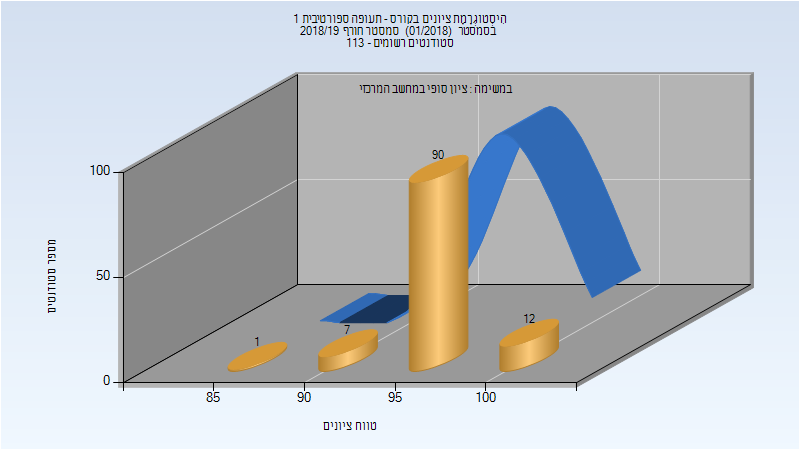 היסטוגרמת ציונים בקורס - תעופה ספורטיבית 1
בסמסטר (01/2018) סמסטר חורף 2018/19
סטודנטים רשומים - 113
במשימה : ציון סופי במחשב המרכזי
מספר סטודנטים
100
50
0
1
7
90
12
85
90
95
100
טווח ציונים